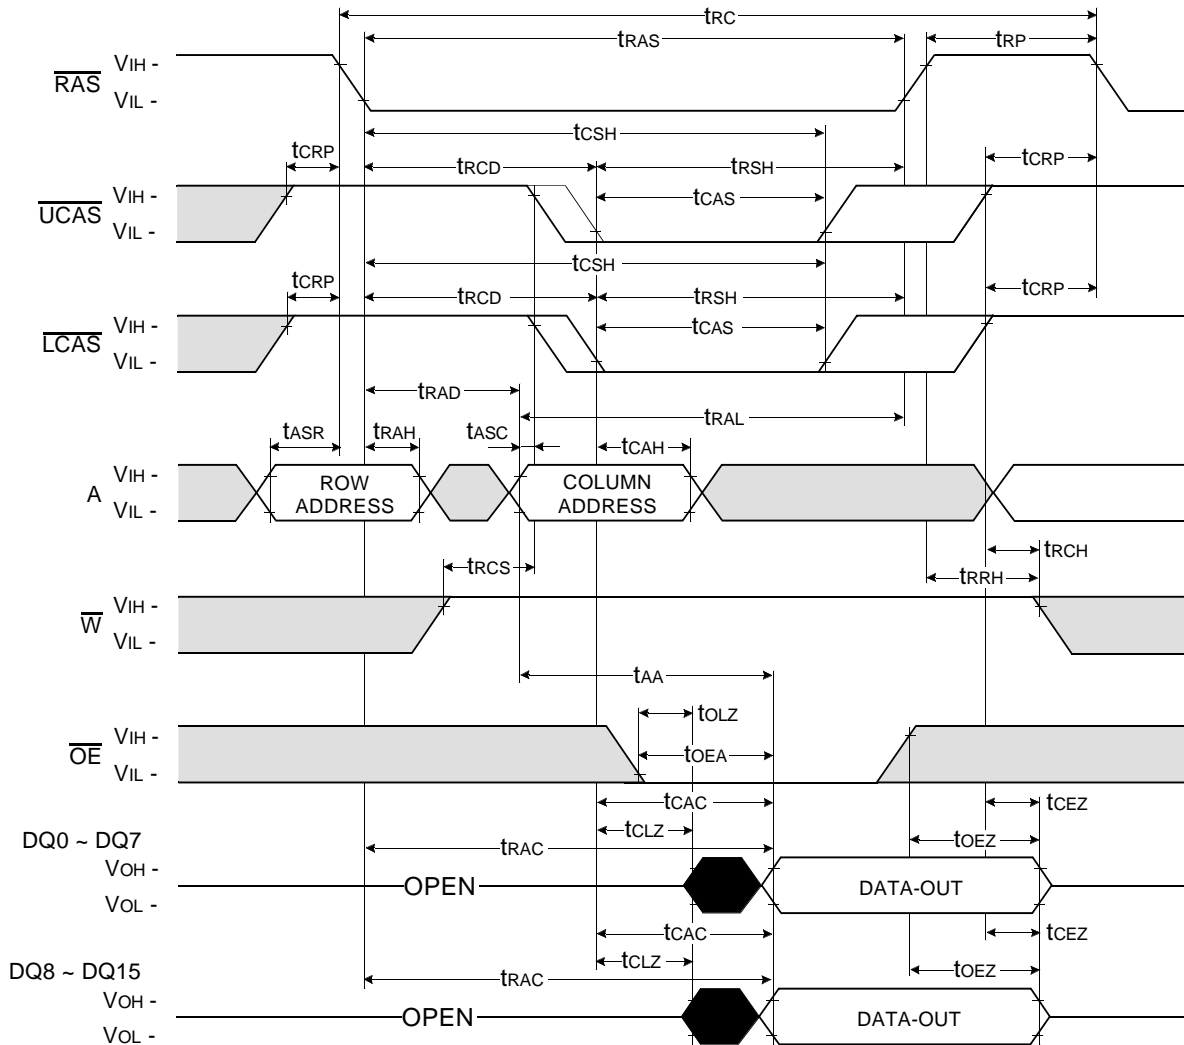 tRC
tRAS
tRP
RAS
VIH -
VIL -
tCSH
tCRP
tRCD
tRSH
tCRP
UCAS
VIH -
VIL -
tCAS
tCSH
tCRP
tRCD
tRSH
tCRP
LCAS
VIH -
VIL -
tCAS
tRAD
tRAL
tASR
tRAH
tASC
tCAH
A
VIH -
VIL -
ROW
ADDRESS
COLUMN
ADDRESS
tRCS
tRCH
tRRH
W
VIH -
VIL -
tAA
tOLZ
OE
VIH -
VIL -
tOEA
tCAC
tCEZ
DQ0 ~ DQ7
tCLZ
tOEZ
tRAC
VOH -
VOL -
OPEN
DATA-OUT
tCAC
tCEZ
DQ8 ~ DQ15
tCLZ
tOEZ
tRAC
VOH -
VOL -
OPEN
DATA-OUT